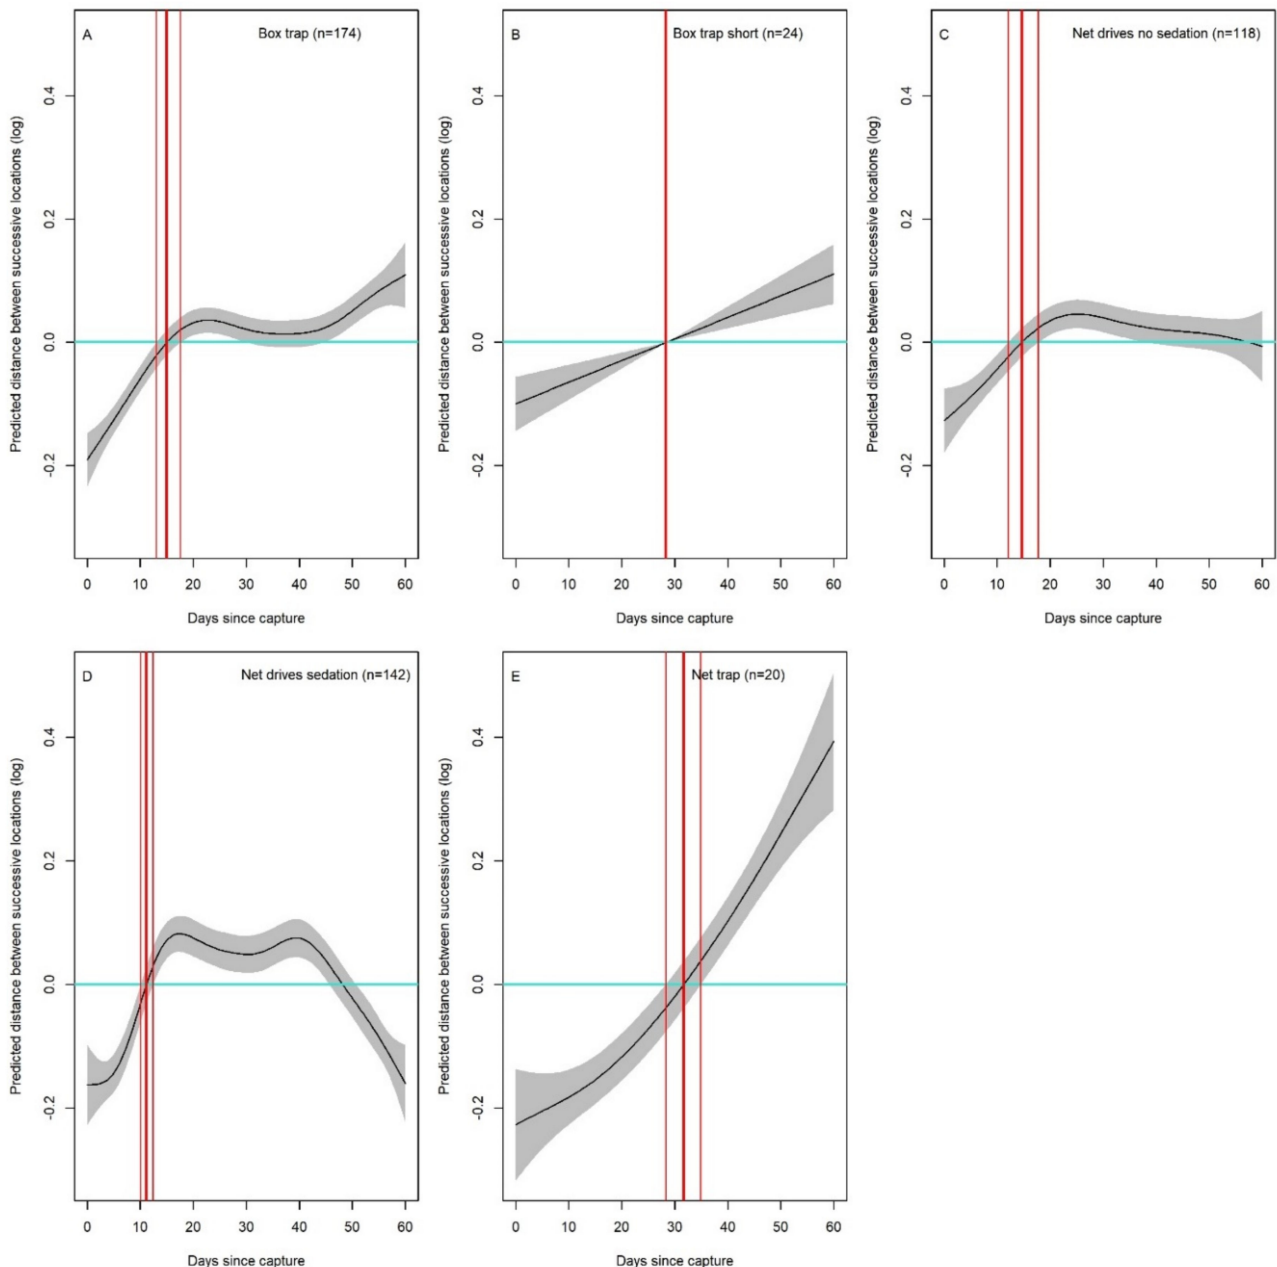 A
Box trap (n=174)
Predicted distance between successive locations (log)
0.4
0.2
0.0
-0.2
0 10 20 30 40 50 60
Days since capture
B
Box trap short (n=24)
Predicted distance between successive locations (log)
0.4
0.2
0.0
-0.2
0 10 20 30 40 50 60
Days since capture
C
Net drives no sedation (n=118)
Predicted distance between successive locations (log)
0.4
0.2
0.0
-0.2
0 10 20 30 40 50 60
Days since capture
D
Net drives sedation (n=142)
Predicted distance between successive locations (log)
0.4
0.2
0.0
-0.2
0 10 20 30 40 50 60
Days since capture
E
Net trap (n=20)
Predicted distance between successive locations (log)
0.4
0.2
0.0
-0.2
0 10 20 30 40 50 60
Days since capture